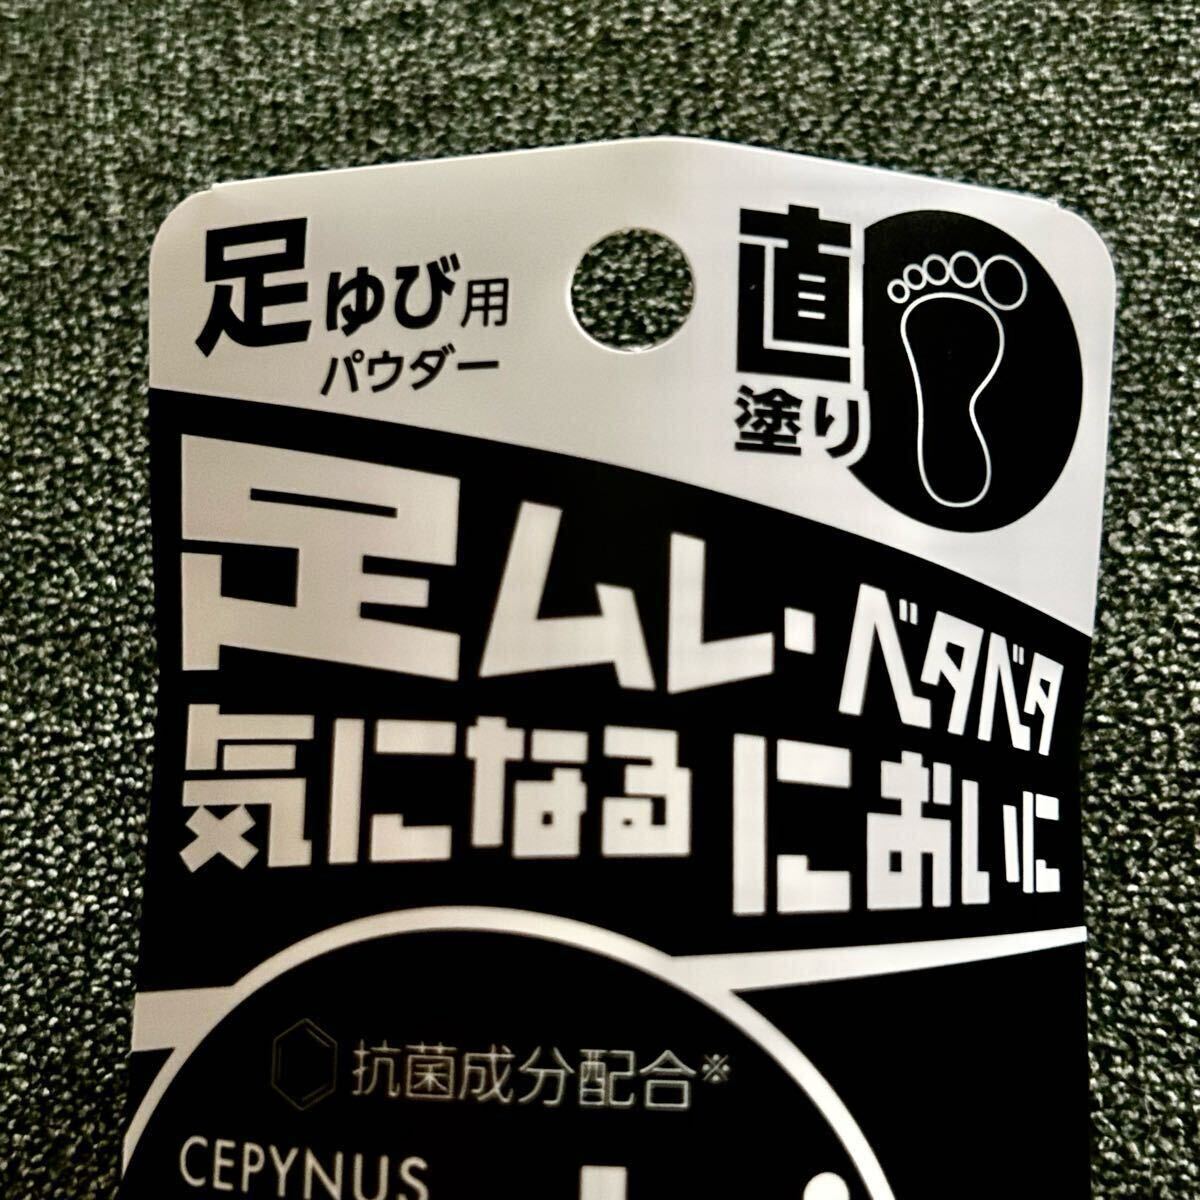 足ゆび用
パウダー
直
塗り
足ムレ・ベタベタ
気になるにおいに
抗菌成分配合※
CEPYNUS